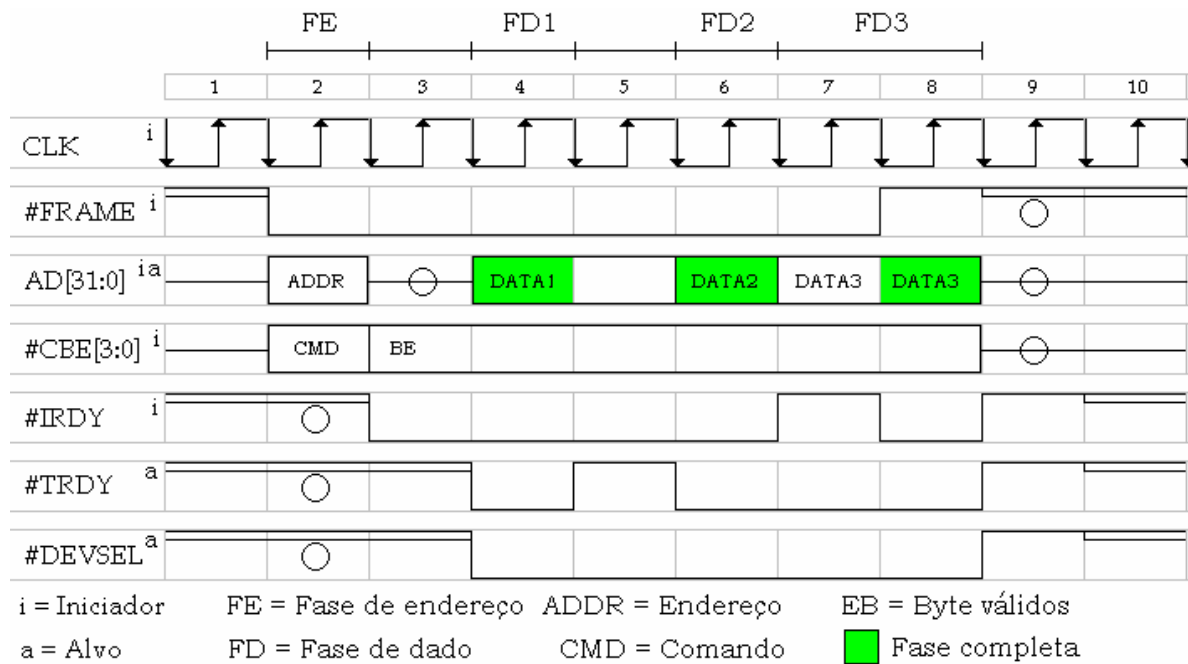 FE FD1 FD2 FD3
1 2 3 4 5 6 7 8 9 10
CLK i
#FRAME i
AD[31:0] ia ADDR DATA1 DATA2 DATA3 DATA3
#CBE[3:0] i CMD BE
#IRDY i
#TRDY a
#DEVSEL a
i = Iniciador FE = Fase de endereço ADDR = Endereço EB = Byte válidos
a = Alvo FD = Fase de dado CMD = Comando Fase completa